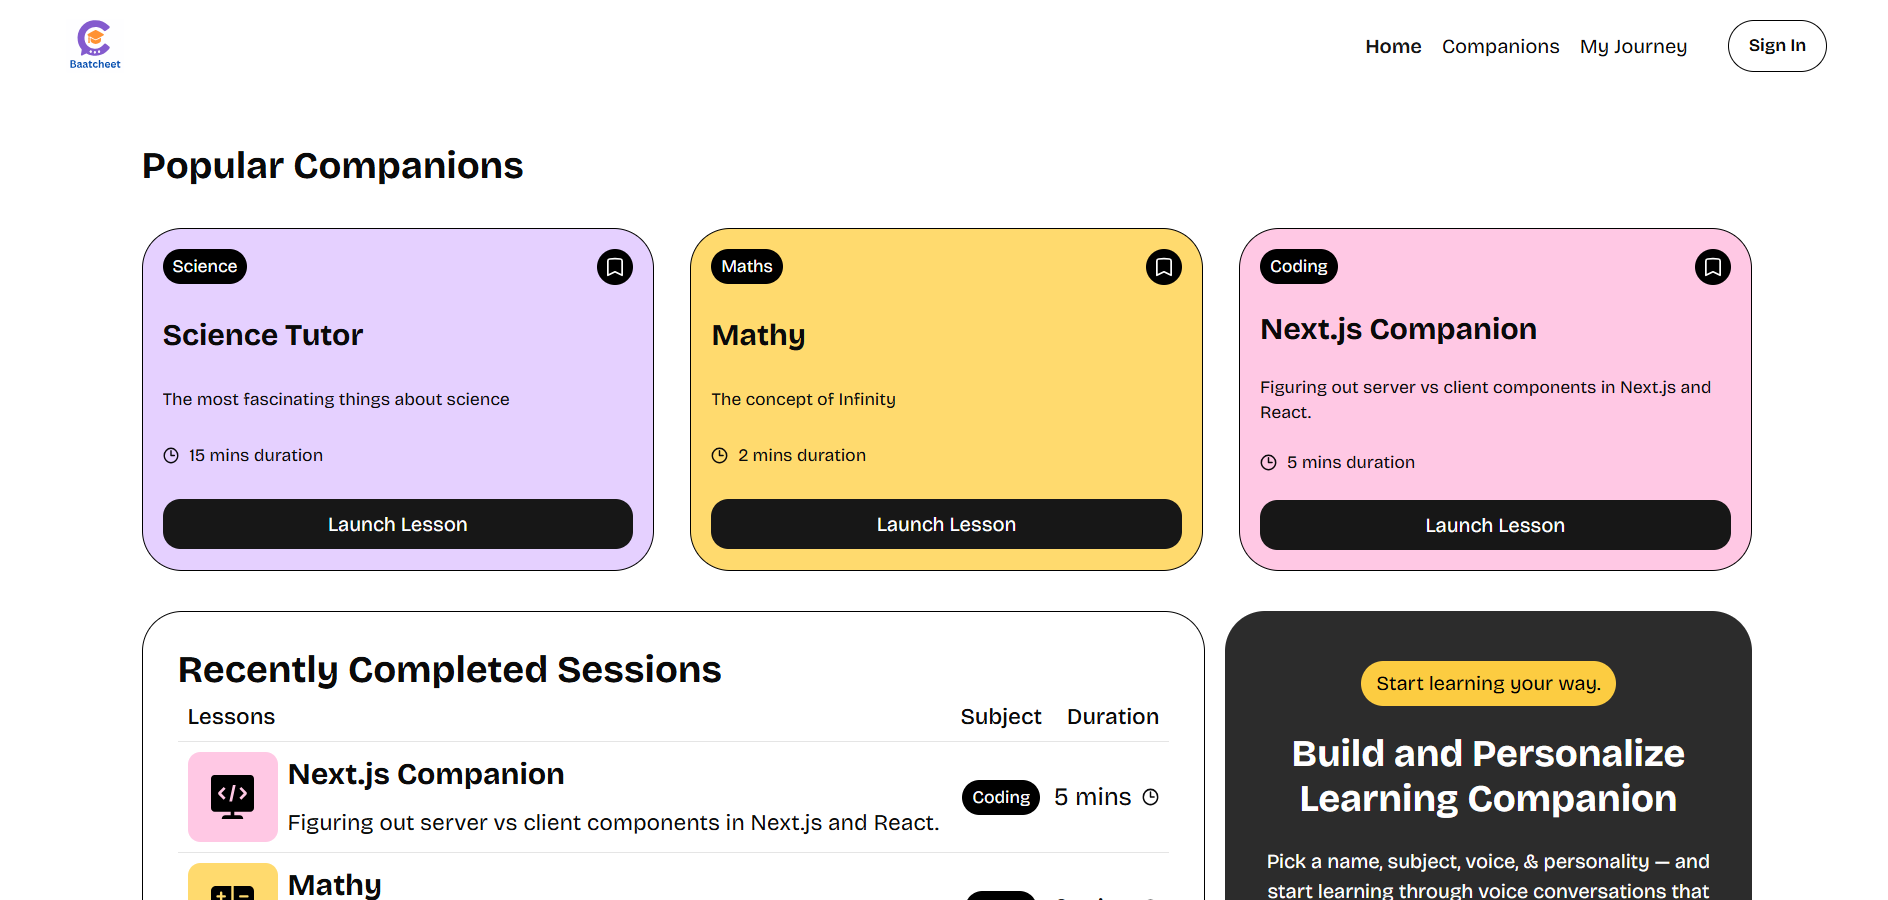 Baatcheet
Home Companions My Journey Sign In
Popular Companions
Science
Science Tutor
The most fascinating things about science
15 mins duration
Launch Lesson
Maths
Mathy
The concept of Infinity
2 mins duration
Launch Lesson
Coding
Next.js Companion
Figuring out server vs client components in Next.js and
React.
5 mins duration
Launch Lesson
Recently Completed Sessions
Lessons Subject Duration
Next.js Companion
Figuring out server vs client components in Next.js and React.
Coding 5 mins
Mathy
Start learning your way.
Build and Personalize
Learning Companion
Pick a name, subject, voice, & personality — and
start learning through voice conversations that